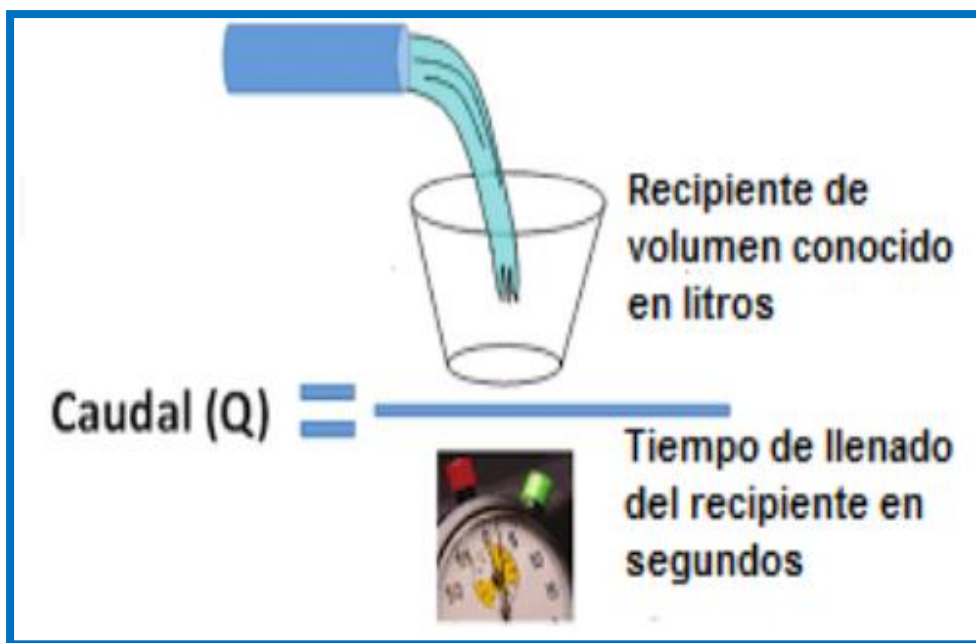 Recipiente de
volumen conocido
en litros
Caudal (Q)
Tiempo de llenado
del recipiente en
segundos